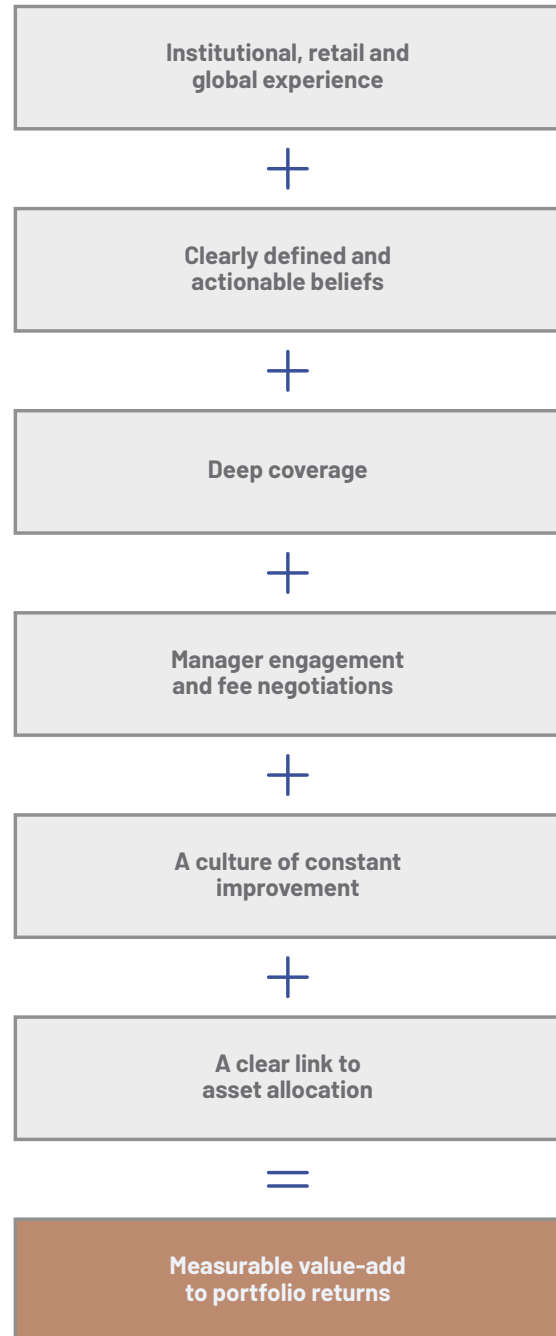 Institutional, retail and
global experience
+
Clearly defined and
actionable beliefs
+
Deep coverage
+
Manager engagement
and fee negotiations
+
A culture of constant
improvement
+
A clear link to
asset allocation
=
Measurable value-add
to portfolio returns